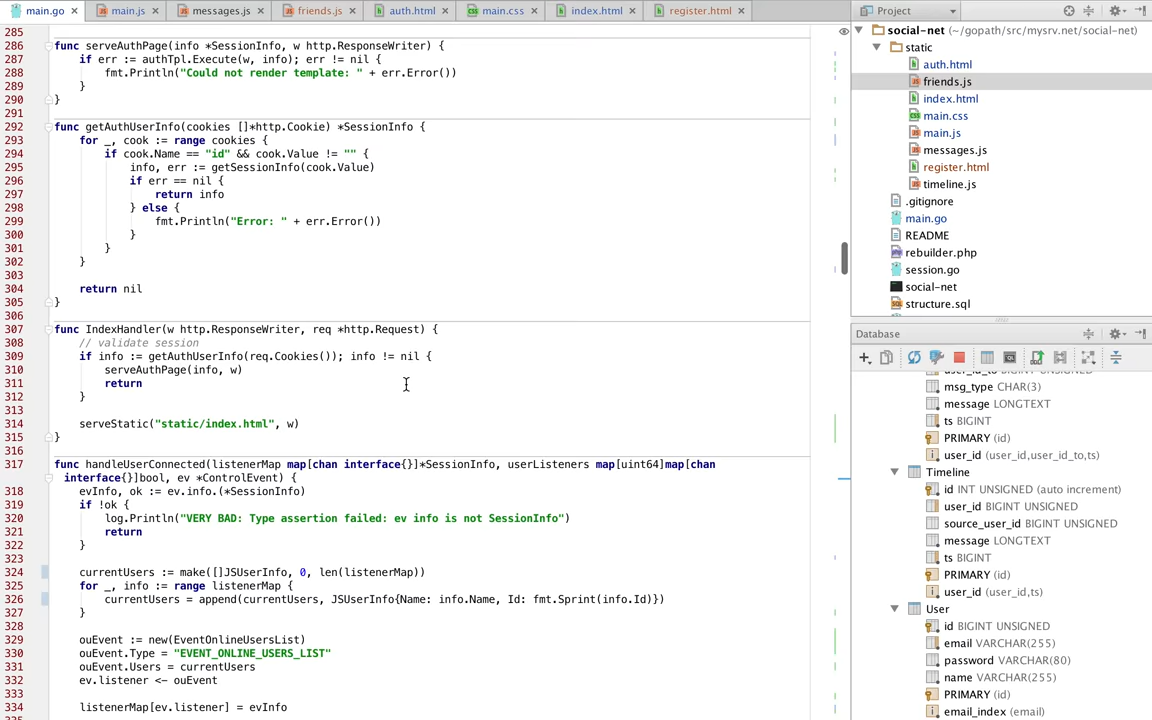 main.go
main.js
messages.js
friends.js
auth.html
main.css
index.html
register.html
285
286 func serveAuthPage(info *SessionInfo, w http.ResponseWriter) {
287 if err := authTpl.Execute(w, info); err != nil {
288 fmt.Println("Could not render template: " + err.Error())
289 }
290 }
291
292 func getAuthUserInfo(cookies []*http.Cookie) *SessionInfo {
293 for _, cook := range cookies {
294 if cook.Name == "id" && cook.Value != "" {
295 info, err := getSessionInfo(cook.Value)
296 if err == nil {
297 return info
298 } else {
299 fmt.Println("Error: " + err.Error())
300 }
301 }
302 }
303
304 return nil
305 }
306
307 func IndexHandler(w http.ResponseWriter, req *http.Request) {
308 // validate session
309 if info := getAuthUserInfo(req.Cookies()); info != nil {
310 serveAuthPage(info, w)
311 return
312 }
313
314 serveStatic("static/index.html", w)
315 }
316
317 func handleUserConnected(listenerMap map[chan interface{}]*SessionInfo, userListeners map[uint64]map[chan
interface{}]bool, ev *ControlEvent) {
318 evInfo, ok := ev.info.(*SessionInfo)
319 if !ok {
320 log.Println("VERY BAD: Type assertion failed: ev info is not SessionInfo")
321 return
322 }
323
324 currentUsers := make([]JSUserInfo, 0, len(listenerMap))
325 for _, info := range listenerMap {
326 currentUsers = append(currentUsers, JSUserInfo{Name: info.Name, Id: fmt.Sprint(info.Id)})
327 }
328
329 ouEvent := new(EventOnlineUsersList)
330 ouEvent.Type = "EVENT_ONLINE_USERS_LIST"
331 ouEvent.Users = currentUsers
332 ev.listener <- ouEvent
333
334 listenerMap[ev.listener] = evInfo
Project
social-net (~/gopath/src/mysrv.net/social-net)
static
auth.html
friends.js
index.html
main.css
main.js
messages.js
register.html
timeline.js
.gitignore
main.go
README
rebuilder.php
session.go
social-net
structure.sql
Database
user_id_to BIGINT UNSIGNED
msg_type CHAR(3)
message LONGTEXT
ts BIGINT
PRIMARY (id)
user_id (user_id,user_id_to,ts)
Timeline
id INT UNSIGNED (auto increment)
user_id BIGINT UNSIGNED
source_user_id BIGINT UNSIGNED
message LONGTEXT
ts BIGINT
PRIMARY (id)
user_id (user_id,ts)
User
id BIGINT UNSIGNED
email VARCHAR(255)
password VARCHAR(80)
name VARCHAR(255)
PRIMARY (id)
email_index (email)